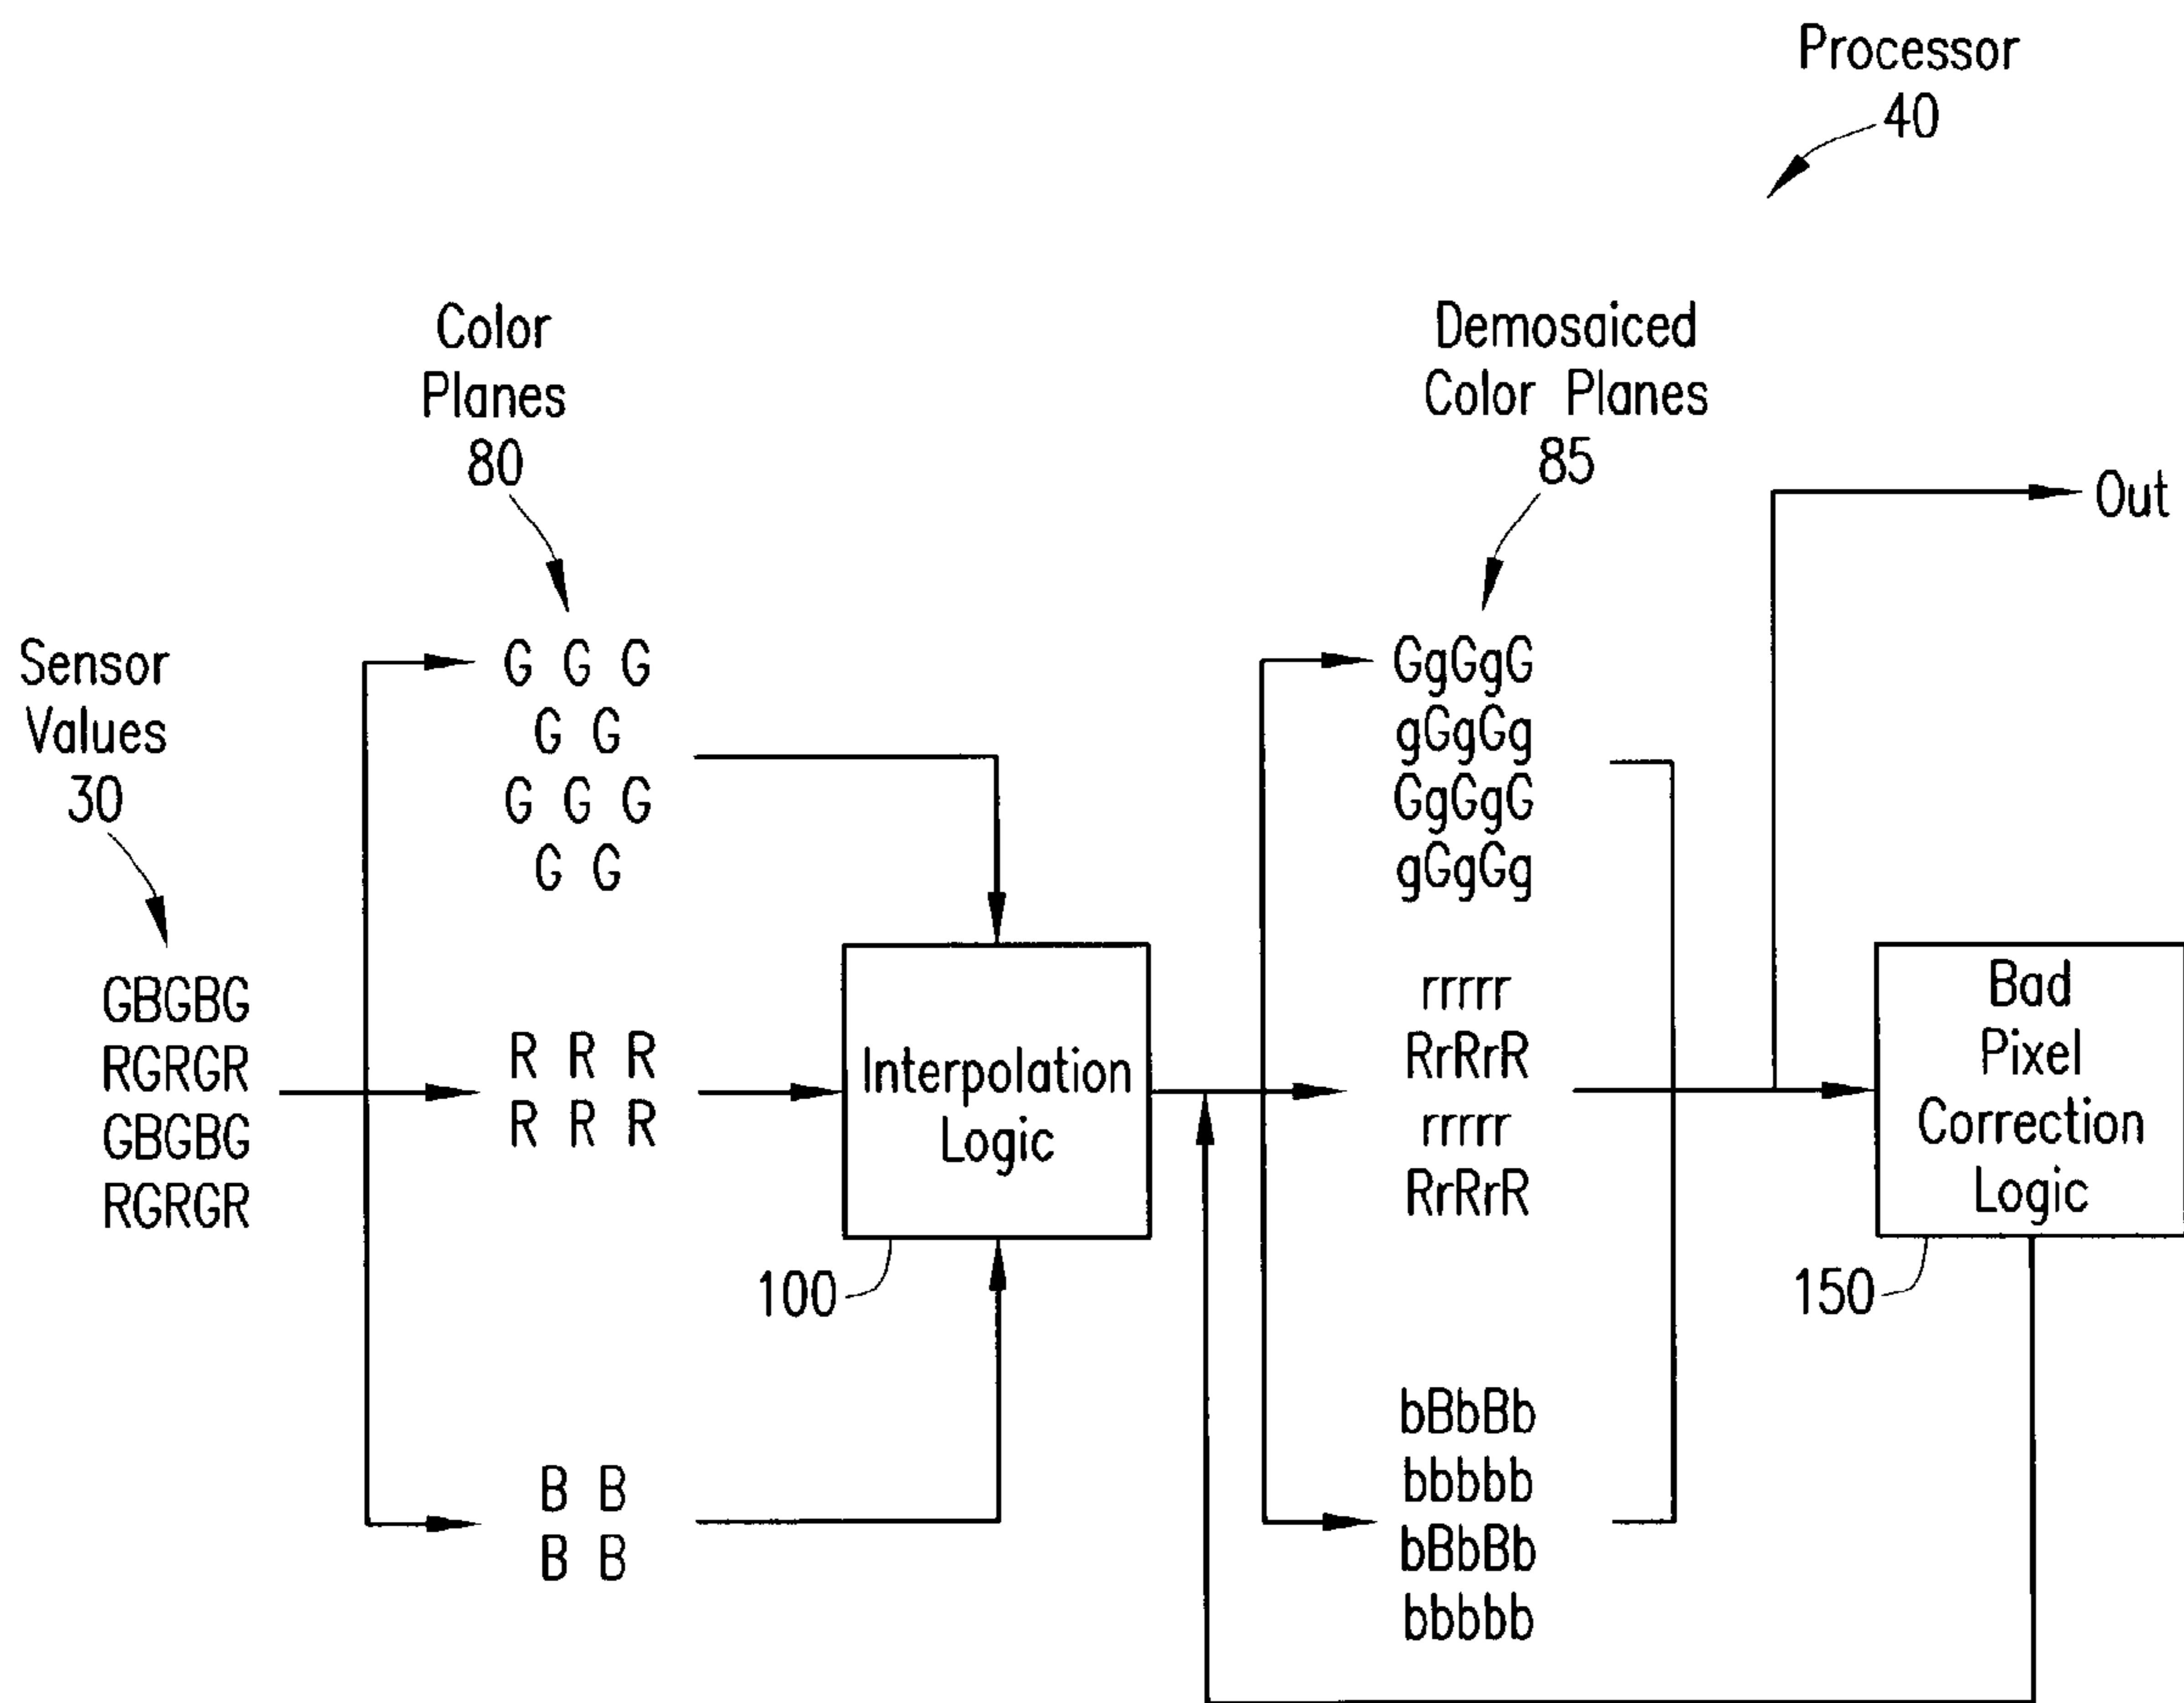 Processor
40
Color
Planes
80
Demosaiced
Color Planes
85
Out
Sensor
Values
30
GBGBG
RGRGR
GBGBG
RGRGR
G G G
G G
G G G
G G
R R R
R R R
B B
B B
Interpolation
Logic
100
GgGgG
gGgGg
GgGgG
gGgGg
rrrrr
RrRrR
rrrrr
RrRrR
bBbBb
bbbbb
bBbBb
bbbbb
Bad
Pixel
Correction
Logic
150